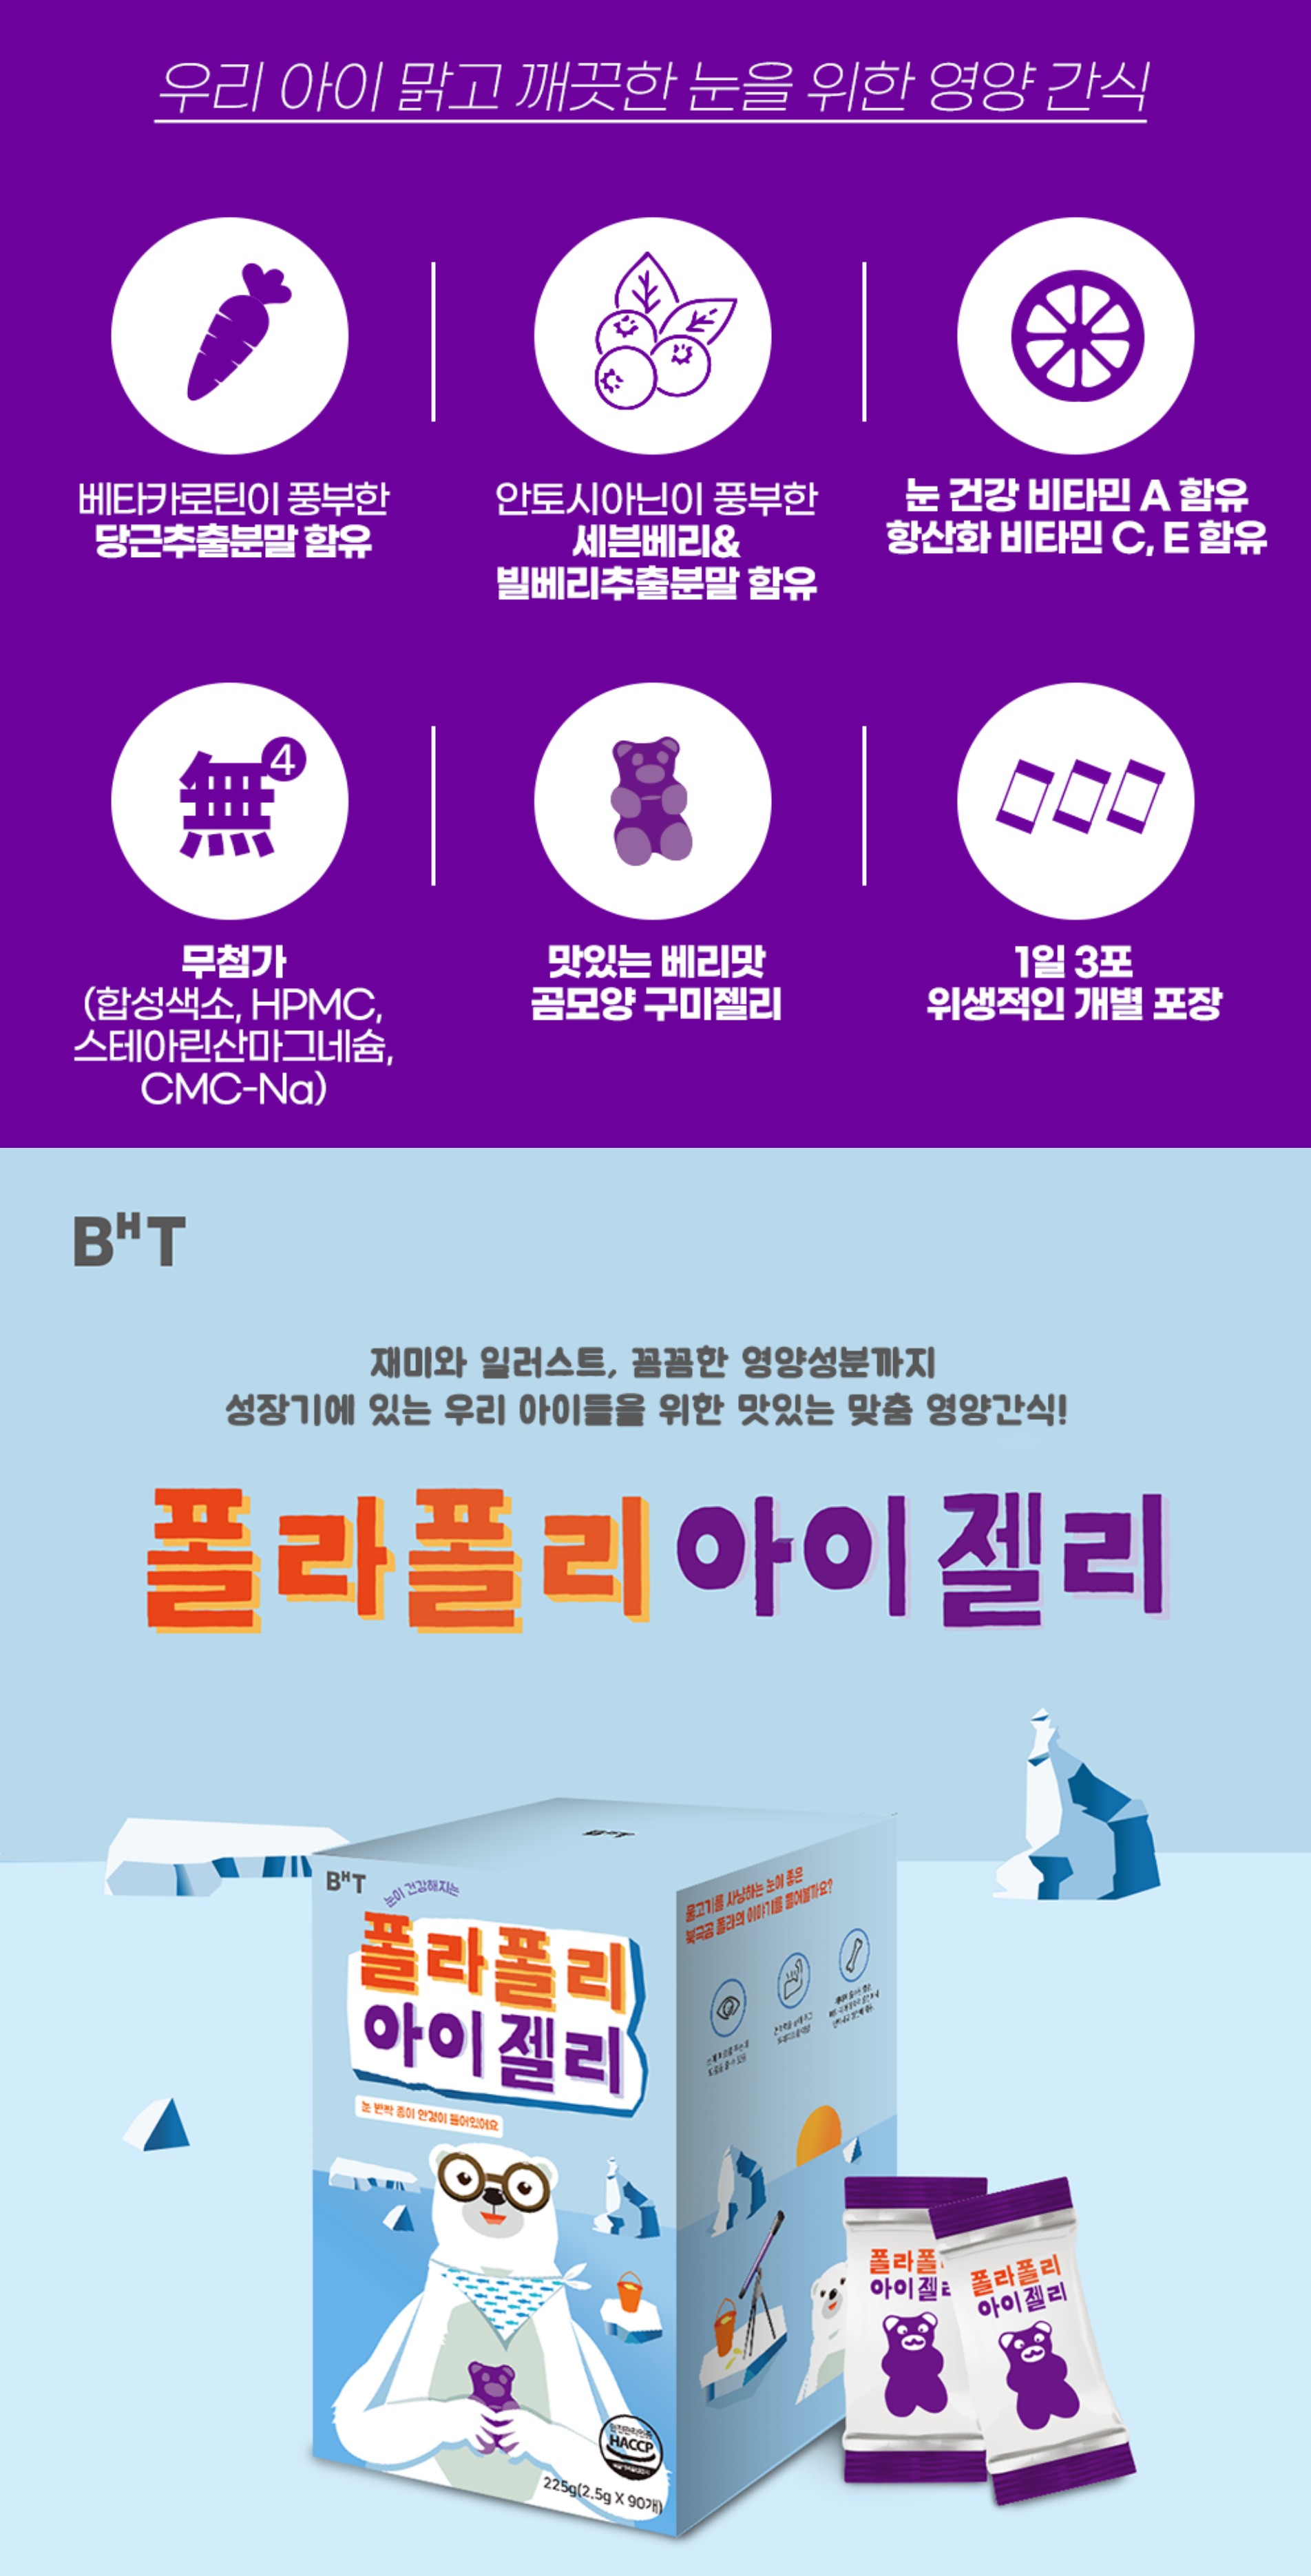 우리 아이 맑고 깨끗한 눈을 위한 영양 간식
베타카로틴이 풍부한
당근추출분말 함유
안토시아닌이 풍부한
세븐베리&
빌베리추출분말 함유
눈 건강 비타민 A 함유
항산화 비타민 C, E 함유
無 4
무첨가
(합성색소, HPMC,
스테아린산마그네슘,
CMC-Na)
맛있는 베리맛
곰모양 구미젤리
1일 3포
위생적인 개별 포장
BHT
재미와 일러스트, 꼼꼼한 영양성분까지
성장기에 있는 우리 아이들을 위한 맛있는 맞춤 영양간식!
폴라폴리 아이젤리
BHT
BHT
눈이 건강해지는
폴라폴리
아이젤리
눈 반짝 종이 안경이 들어있어요
물고기를 사냥하는 눈이 좋은
북극곰 폴라의 이야기를 들어볼까요?
안전관리인증
HACCP
225g(2.5g X 90개)
폴라폴
아이젤리
폴라폴리
아이젤리